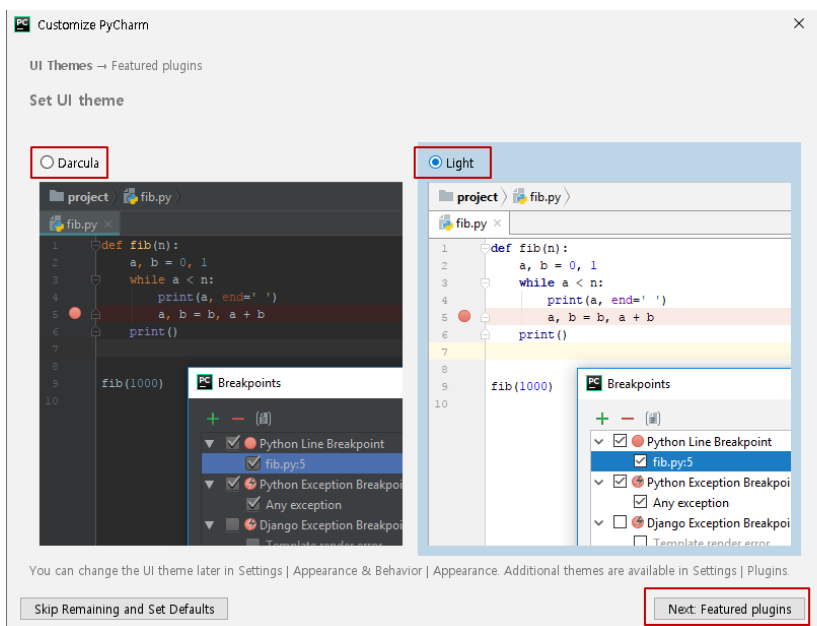 PC Customize PyCharm
UI Themes → Featured plugins
Set UI theme
Darcula
project fib.py
fib.py
1 def fib(n):
2 a, b = 0, 1
3 while a < n:
4 print(a, end=' ')
5 a, b = b, a + b
6 print()
7
8
9 fib(1000)
10
PC Breakpoints
Python Line Breakpoint
fib.py:5
Python Exception Breakpoi
Any exception
Django Exception Breakpoi
Template render error
Light
project fib.py
fib.py
1 def fib(n):
2 a, b = 0, 1
3 while a < n:
4 print(a, end=' ')
5 a, b = b, a + b
6 print()
7
8
9 fib(1000)
10
PC Breakpoints
Python Line Breakpoint
fib.py:5
Python Exception Breakpoi
Any exception
Django Exception Breakpoi
Template render error
You can change the UI theme later in Settings | Appearance & Behavior | Appearance. Additional themes are available in Settings | Plugins.
Skip Remaining and Set Defaults
Next: Featured plugins